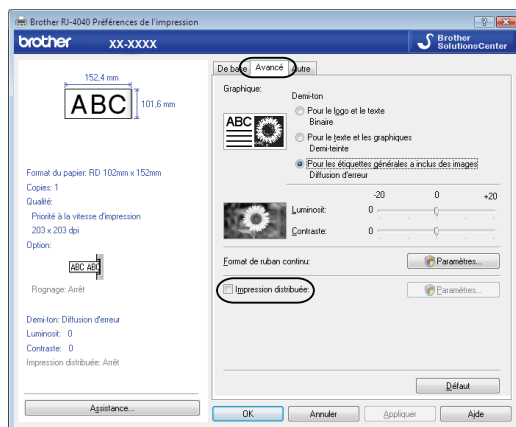 Brother RJ-4040 Préférences de l'impression
brother XX-XXXX
Brother
SolutionsCenter
152,4 mm
ABC
101,6 mm
Format du papier: RD 102mm x 152mm
Copies: 1
Qualité:
Priorité à la vitesse d'impression
203 x 203 dpi
Option:
ABC ABC
Rognage: Arrêt
Demi-ton: Diffusion d'erreur
Luminosit: 0
Contraste: 0
Impression distribuée: Arrêt
Assistance...
De base Avancé Autre
Graphique:
Demi-ton
ABC
Pour le logo et le texte
Binaire
Pour le texte et les graphiques
Demi-teinte
Pour les étiquettes générales a inclus des images
Diffusion d'erreur
-20 0 +20
Luminosit: 0
Contraste: 0
Format de ruban continu: Paramètres...
Impression distribuée: Paramètres...
Défaut
OK Annuler Appliquer Aide